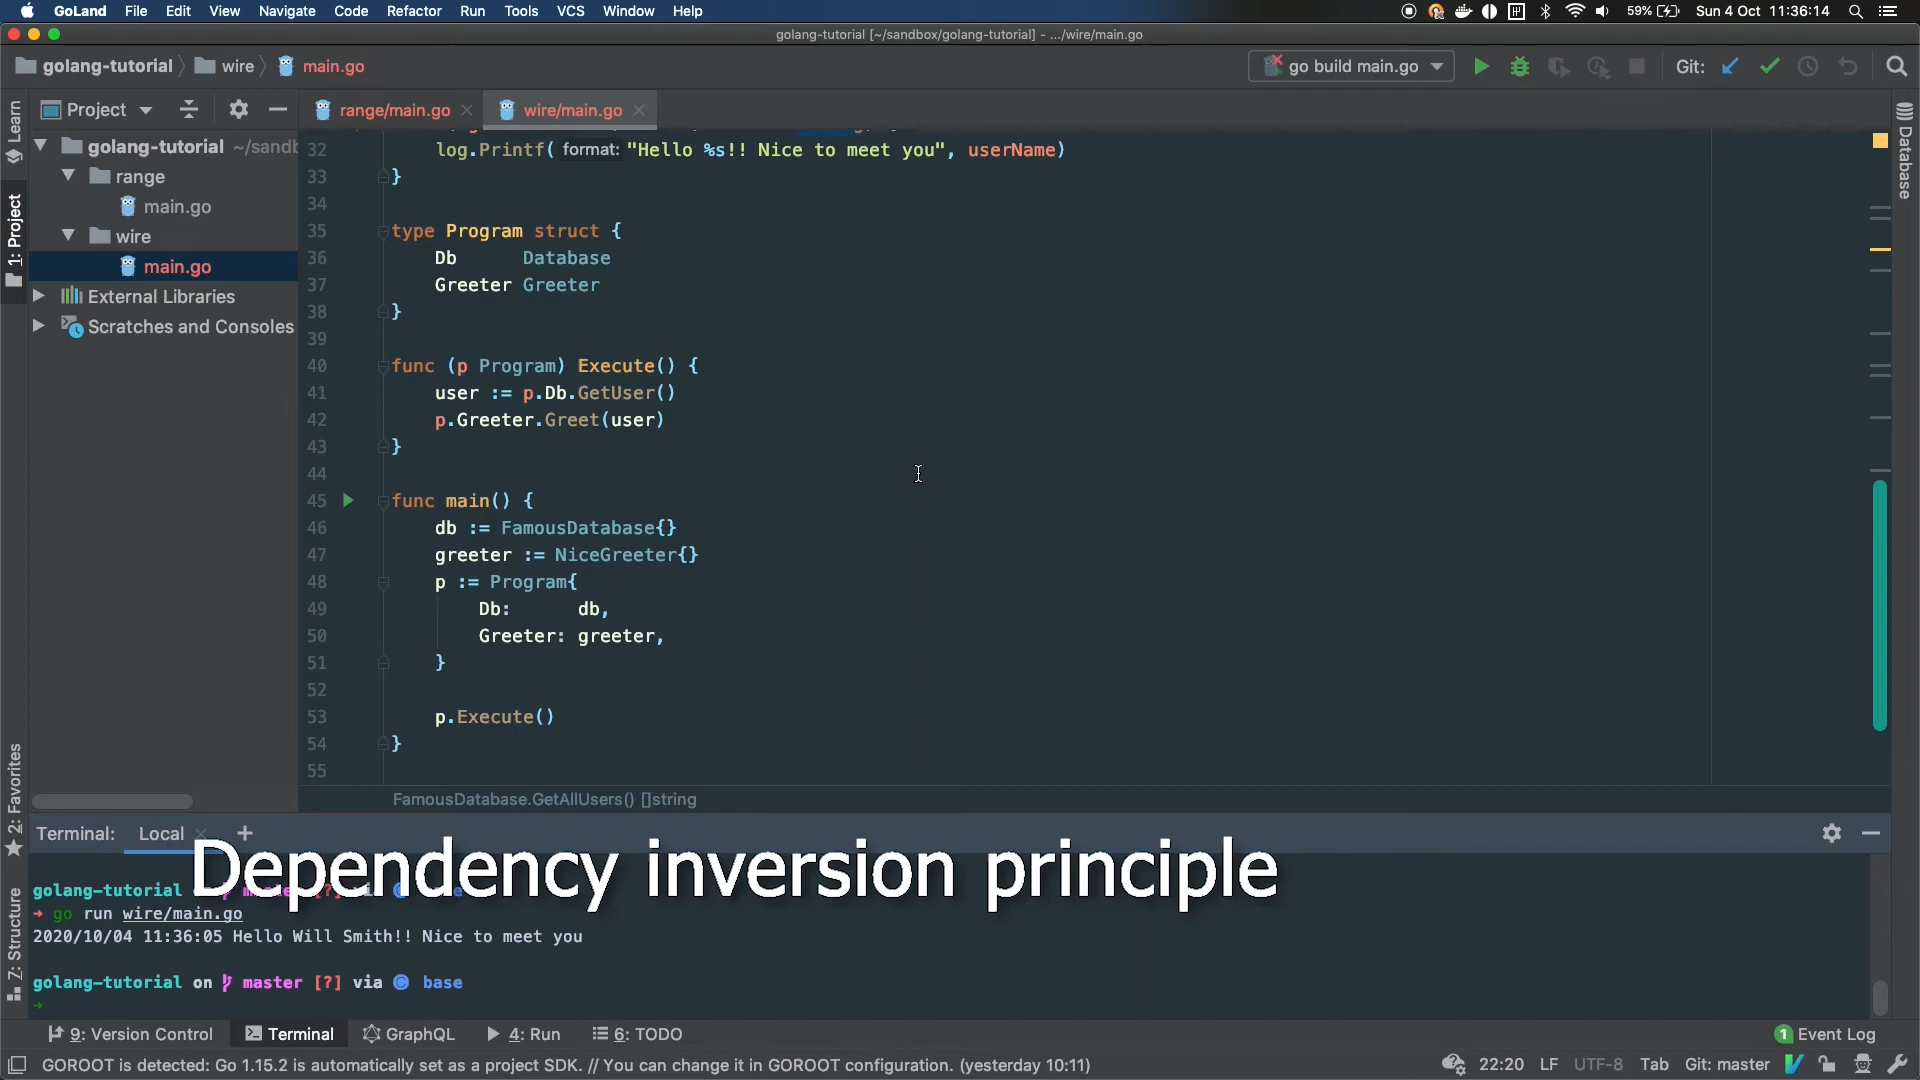 GoLand File Edit View Navigate Code Refactor Run Tools VCS Window Help 59% Sun 4 Oct 11:36:14
golang-tutorial [~/sandbox/golang-tutorial] - .../wire/main.go
golang-tutorial wire main.go go build main.go Git:
Learn
1: Project
2: Favorites
7: Structure
Database
Project
golang-tutorial ~/sandb
range
main.go
wire
main.go
External Libraries
Scratches and Consoles
range/main.go wire/main.go
32 log.Printf( format: "Hello %s!! Nice to meet you", userName)
33 }
34
35 type Program struct {
36 Db Database
37 Greeter Greeter
38 }
39
40 func (p Program) Execute() {
41 user := p.Db.GetUser()
42 p.Greeter.Greet(user)
43 }
44
45 func main() {
46 db := FamousDatabase{}
47 greeter := NiceGreeter{}
48 p := Program{
49 Db: db,
50 Greeter: greeter,
51 }
52
53 p.Execute()
54 }
55
FamousDatabase.GetAllUsers() []string
Terminal: Local
Dependency inversion principle
golang-tutorial
go run wire/main.go
2020/10/04 11:36:05 Hello Will Smith!! Nice to meet you
golang-tutorial on master [?] via base
9: Version Control Terminal GraphQL 4: Run 6: TODO 1 Event Log
GOROOT is detected: Go 1.15.2 is automatically set as a project SDK. // You can change it in GOROOT configuration. (yesterday 10:11) 22:20 LF UTF-8 Tab Git: master